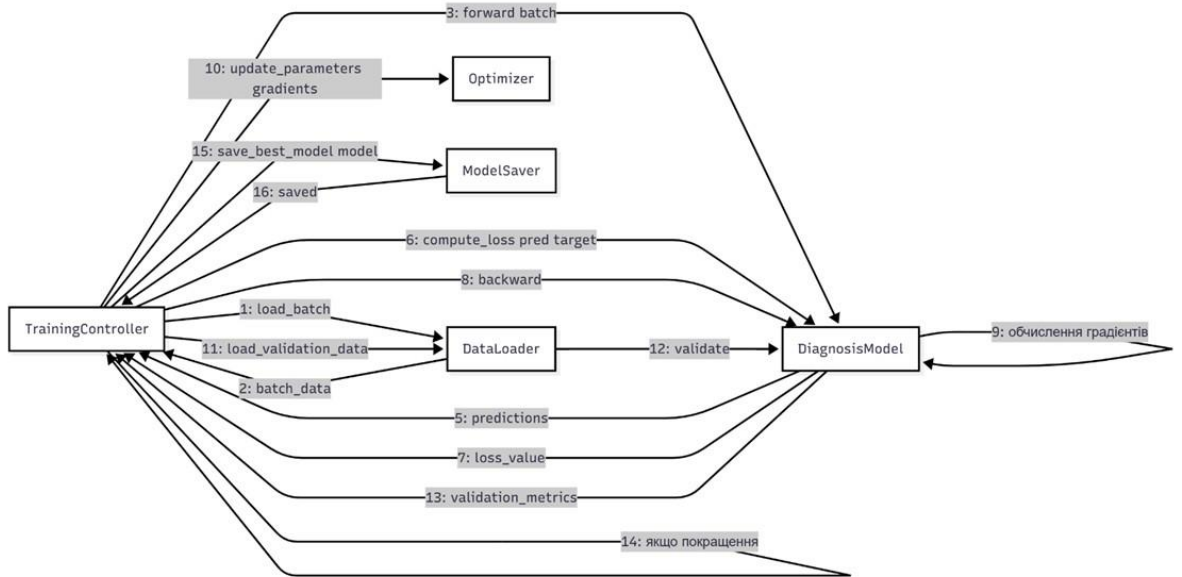 3: forward batch
10: update_parameters
gradients
Optimizer
15: save_best_model model
ModelSaver
16: saved
6: compute_loss pred target
8: backward
1: load_batch
TrainingController
11: load_validation_data
DataLoader
12: validate
DiagnosisModel
9: обчислення градієнтів
2: batch_data
5: predictions
7: loss_value
13: validation_metrics
14: якщо покращення